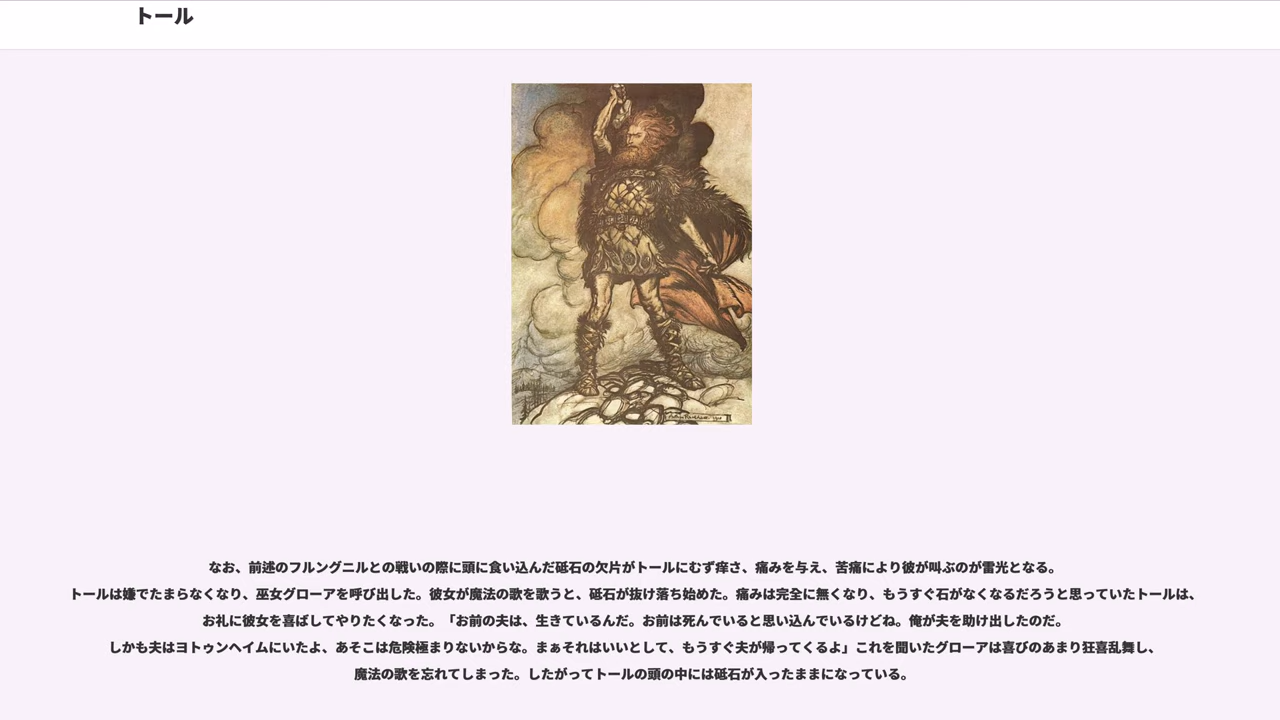 トール
なお、前述のフルングニルとの戦いの際に頭に食い込んだ砥石の欠片がトールにむず痒さ、痛みを与え、苦痛により彼が叫ぶのが雷光となる。
トールは嫌でたまらなくなり、巫女グローアを呼び出した。彼女が魔法の歌を歌うと、砥石が抜け落ち始めた。痛みは完全に無くなり、もうすぐ石がなくなるだろうと思っていたトールは、
お礼に彼女を喜ばしてやりたくなった。「お前の夫は、生きているんだ。お前は死んでいると思い込んでいるけどね。俺が夫を助け出したのだ。
しかも夫はヨトゥンヘイムにいたよ、あそこは危険極まりないからな。まぁそれはいいとして、もうすぐ夫が帰ってくるよ」これを聞いたグローアは喜びのあまり狂喜乱舞し、
魔法の歌を忘れてしまった。したがってトールの頭の中には砥石が入ったままになっている。